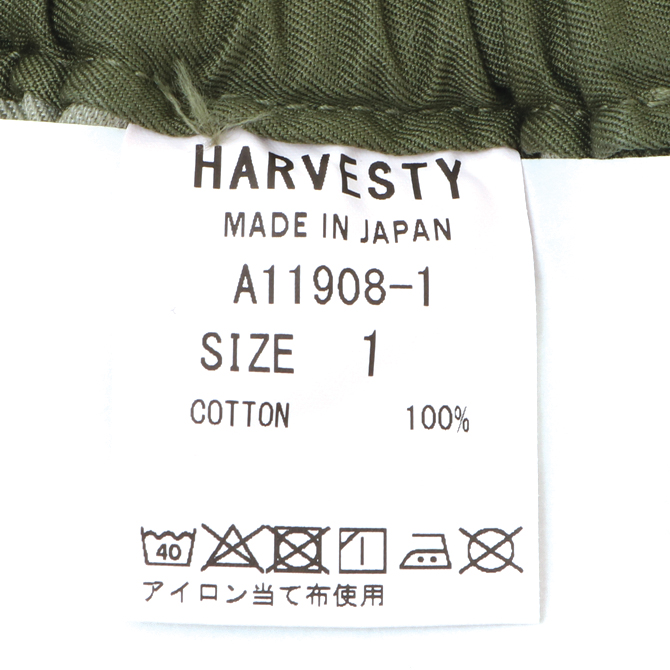 HARVESTY
MADE IN JAPAN
A11908-1
SIZE 1
COTTON 100%
40
アイロン当て布使用